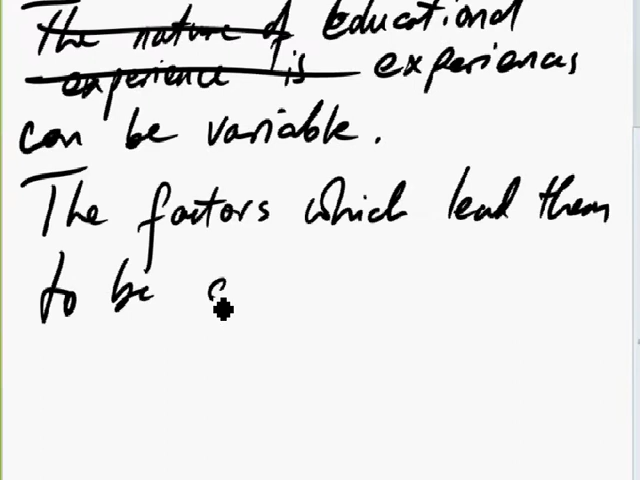 The nature of Educational
experience is experiences
can be variable.
The factors which lead them
to be